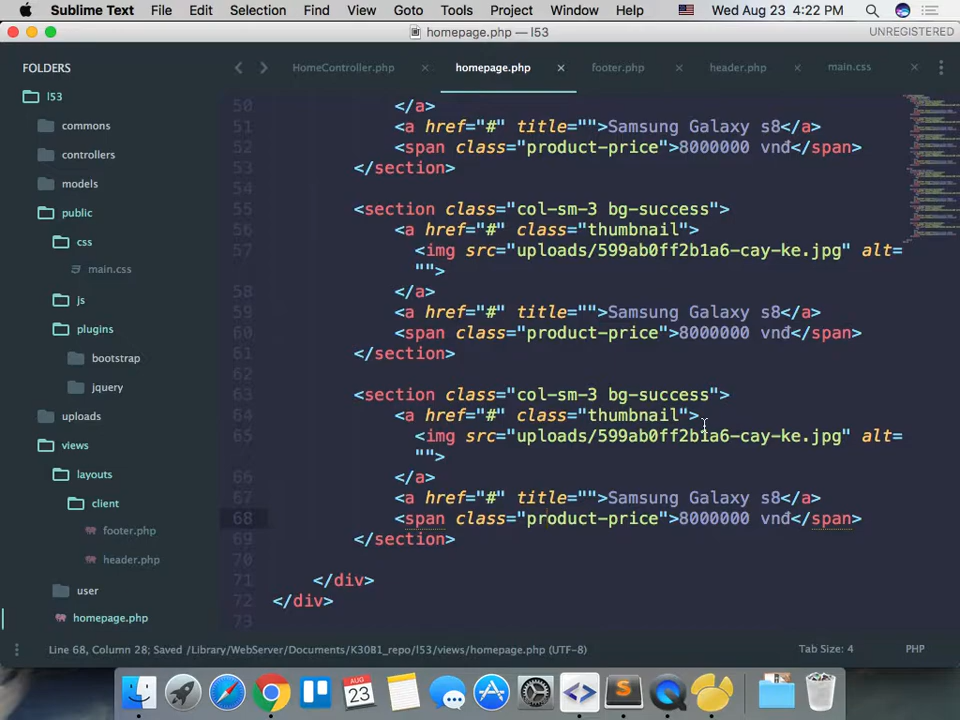 Sublime Text File Edit Selection Find View Goto Tools Project Window Help Wed Aug 23 4:22 PM
homepage.php — l53 UNREGISTERED
FOLDERS
l53
commons
controllers
models
public
css
main.css
js
plugins
bootstrap
jquery
uploads
views
layouts
client
footer.php
header.php
user
homepage.php
HomeController.php × homepage.php × footer.php × header.php × main.css ×
50 </a>
51 <a href="#" title="">Samsung Galaxy s8</a>
52 <span class="product-price">8000000 vnđ</span>
53 </section>
54
55 <section class="col-sm-3 bg-success">
56 <a href="#" class="thumbnail">
57 <img src="uploads/599ab0ff2b1a6-cay-ke.jpg" alt=
"">
58 </a>
59 <a href="#" title="">Samsung Galaxy s8</a>
60 <span class="product-price">8000000 vnđ</span>
61 </section>
62
63 <section class="col-sm-3 bg-success">
64 <a href="#" class="thumbnail">
65 <img src="uploads/599ab0ff2b1a6-cay-ke.jpg" alt=
"">
66 </a>
67 <a href="#" title="">Samsung Galaxy s8</a>
68 <span class="product-price">8000000 vnđ</span>
69 </section>
70
71 </div>
72 </div>
73
Line 68, Column 28; Saved /Library/WebServer/Documents/K30B1_repo/l53/views/homepage.php (UTF-8) Tab Size: 4 PHP
AUG
23